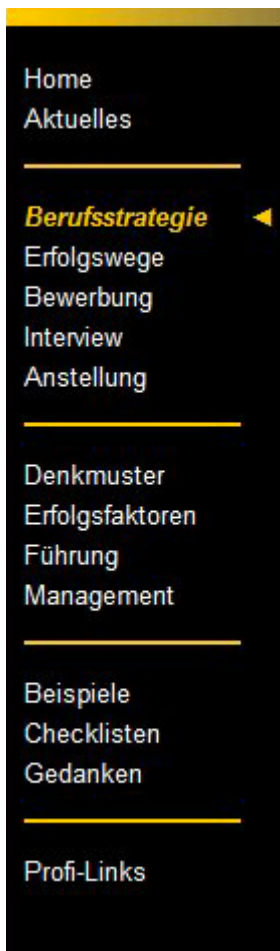 Home
Aktuelles
Berufsstrategie
Erfolgswege
Bewerbung
Interview
Anstellung
Denkmuster
Erfolgsfaktoren
Führung
Management
Beispiele
Checklisten
Gedanken
Profi-Links